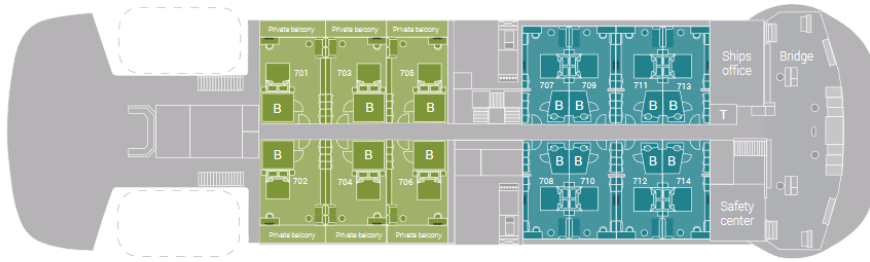 Private balcony Private balcony Private balcony
701 703 705
B B B
707 709 711 713
B B B B
Ships
office
Bridge
T
B B B
702 704 706
B B B B
708 710 712 714
Safety
center
Private balcony Private balcony Private balcony